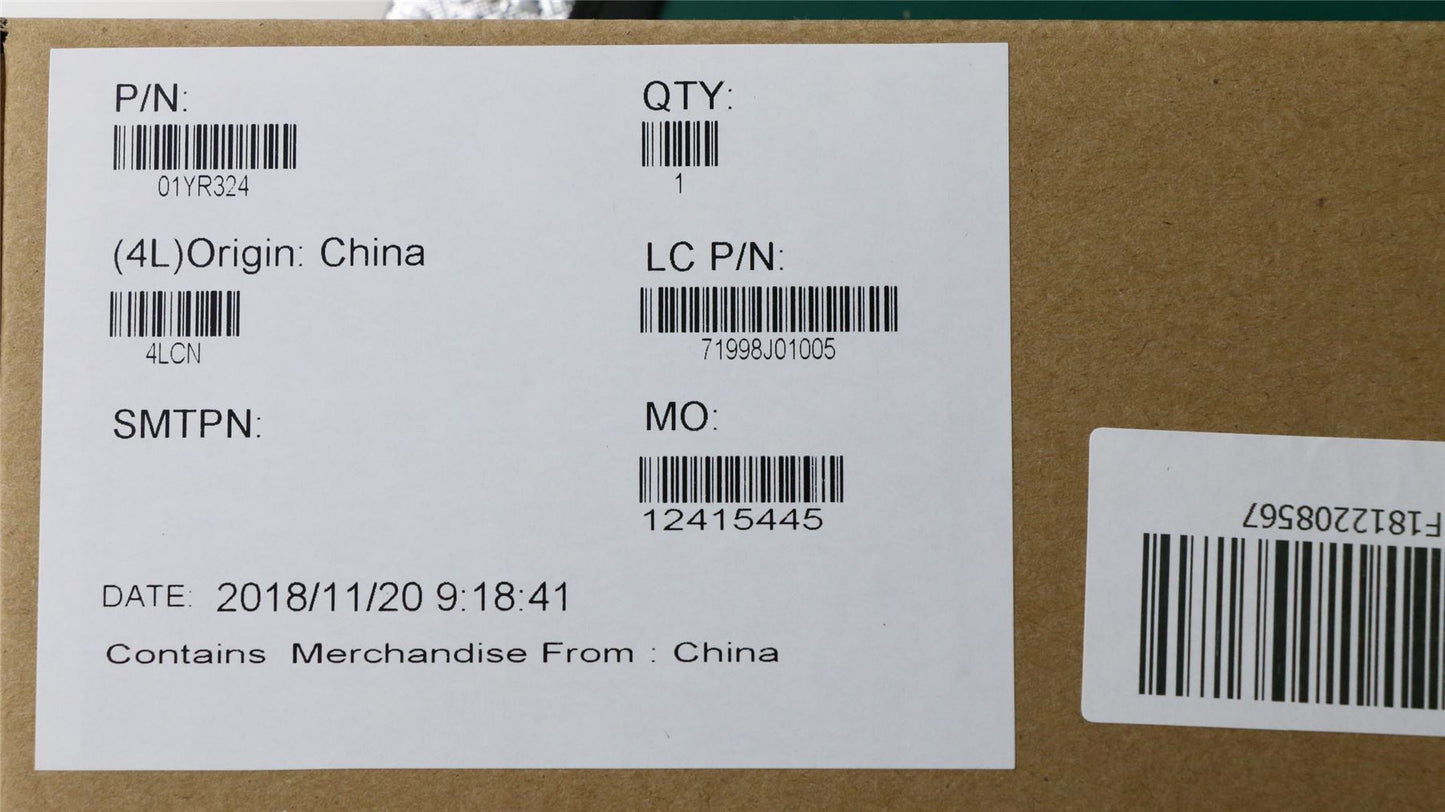 P/N:
01YR324
QTY:
1
(4L)Origin: China
4LCN
LC P/N:
71998J01005
SMTPN:
MO:
12415445
DATE: 2018/11/20 9:18:41
Contains Merchandise From : China
F1812208567